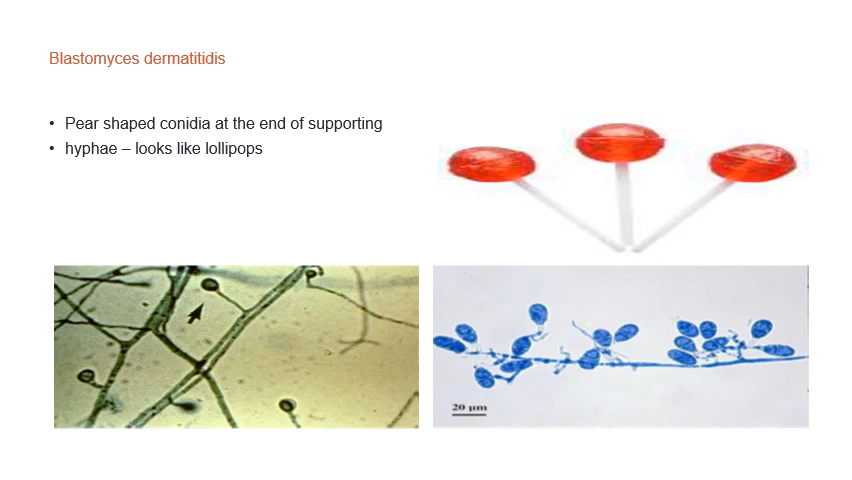 Blastomyces dermatitidis
• Pear shaped conidia at the end of supporting
• hyphae – looks like lollipops
20 µm